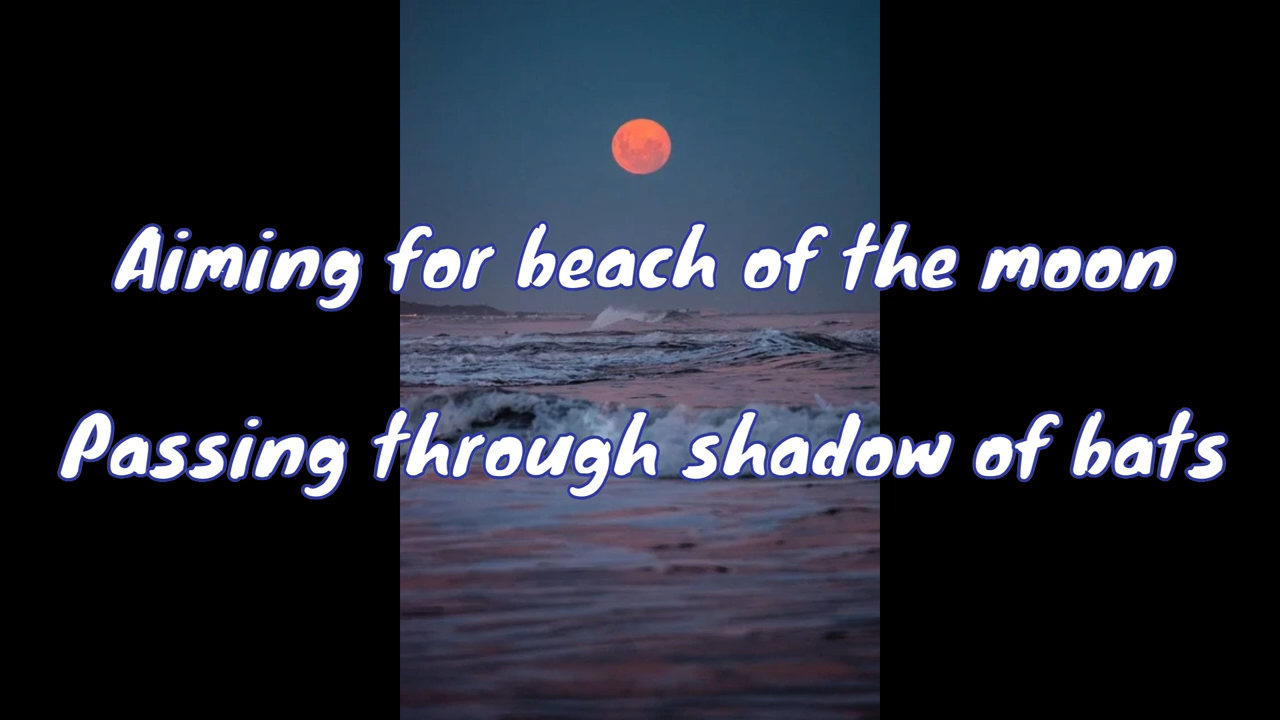 Aiming for beach of the moon
Passing through shadow of bats